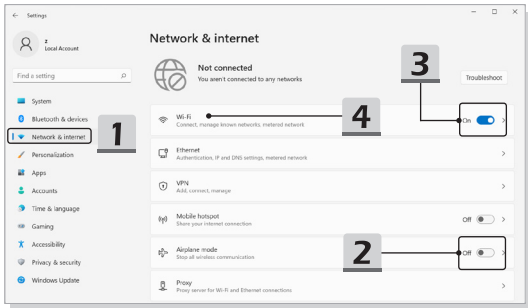 Settings
z
Local Account
Find a setting
System
Bluetooth & devices
Network & internet
Personalization
Apps
Accounts
Time & language
Gaming
Accessibility
Privacy & security
Windows Update
1
Network & internet
Not connected
You aren't connected to any networks
Troubleshoot
3
Wi-Fi
Connect, manage known networks, metered network
4
On
Ethernet
Authentication, IP and DNS settings, metered network
VPN
Add, connect, manage
Mobile hotspot
Share your internet connection
Off
Airplane mode
Stop all wireless communication
2
Off
Proxy
Proxy server for Wi-Fi and Ethernet connections